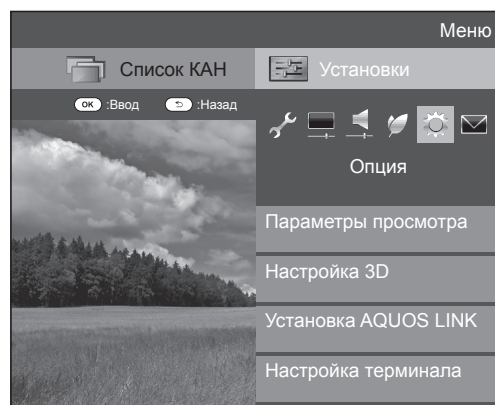 Меню
Список КАН
Установки
OK :Ввод :Назад
Опция
Параметры просмотра
Настройка 3D
Установка AQUOS LINK
Настройка терминала